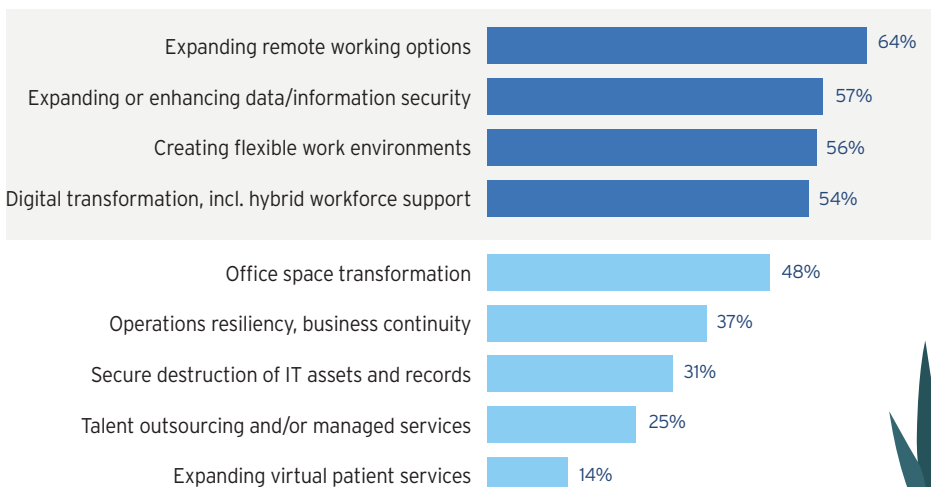 Expanding remote working options 64%
Expanding or enhancing data/information security 57%
Creating flexible work environments 56%
Digital transformation, incl. hybrid workforce support 54%
Office space transformation 48%
Operations resiliency, business continuity 37%
Secure destruction of IT assets and records 31%
Talent outsourcing and/or managed services 25%
Expanding virtual patient services 14%